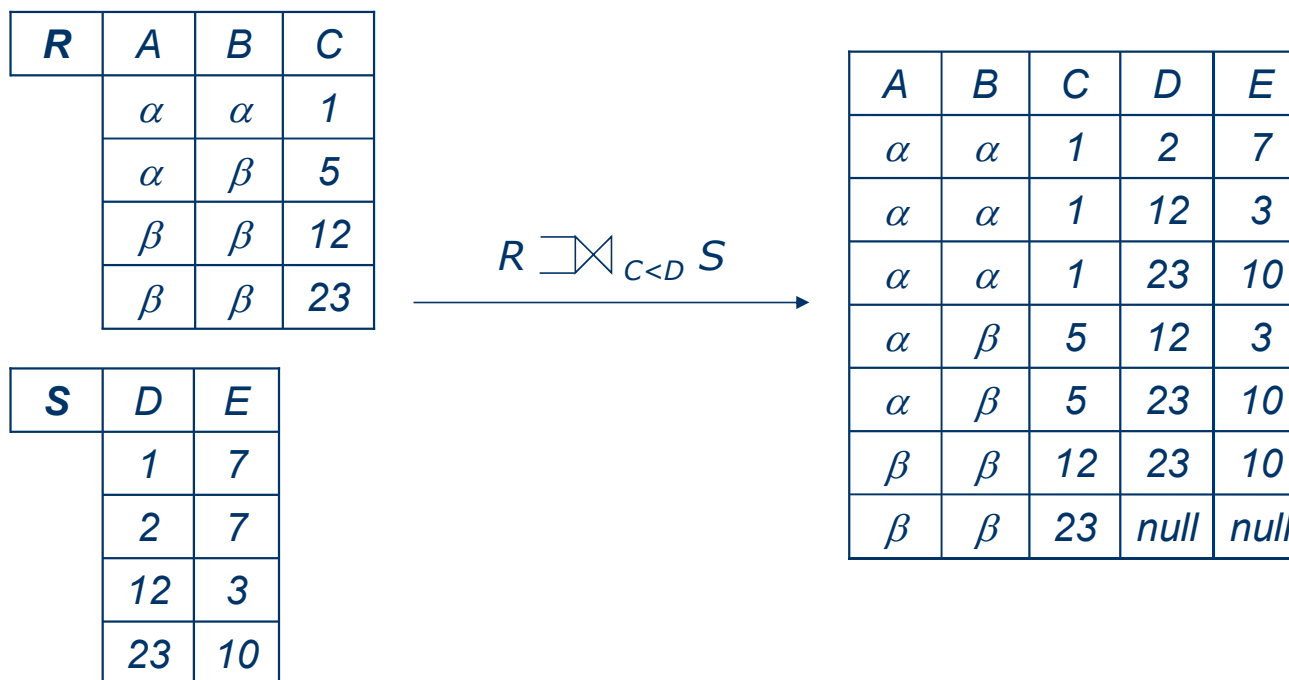 R A B C
α α 1
α β 5
β β 12
β β 23
S D E
1 7
2 7
12 3
23 10
R ⟕ C<D S
A B C D E
α α 1 2 7
α α 1 12 3
α α 1 23 10
α β 5 12 3
α β 5 23 10
β β 12 23 10
β β 23 null null